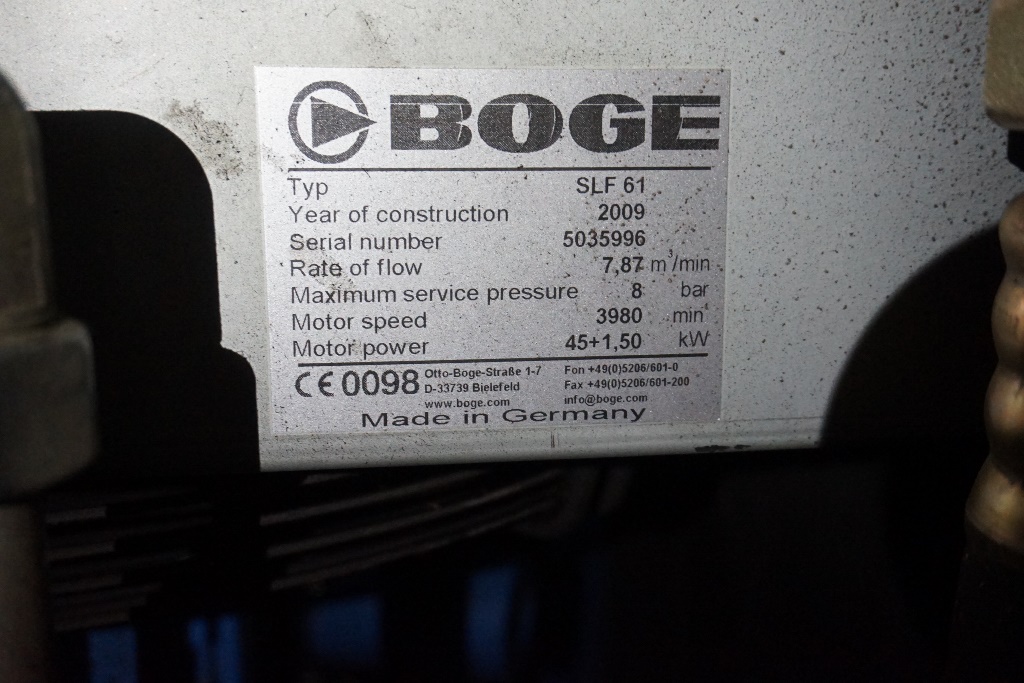 BOGE
Typ SLF 61
Year of construction 2009
Serial number 5035996
Rate of flow 7,87 m³/min
Maximum service pressure 8 bar
Motor speed 3980 min⁻¹
Motor power 45+1,50 kW
CE 0098
Otto-Boge-Straße 1-7 Fon +49(0)5206/601-0
D-33739 Bielefeld Fax +49(0)5206/601-200
www.boge.com info@boge.com
Made in Germany